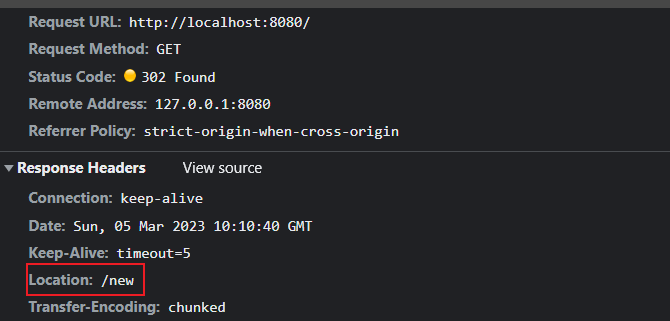 Request URL: http://localhost:8080/
Request Method: GET
Status Code: 302 Found
Remote Address: 127.0.0.1:8080
Referrer Policy: strict-origin-when-cross-origin
Response Headers View source
Connection: keep-alive
Date: Sun, 05 Mar 2023 10:10:40 GMT
Keep-Alive: timeout=5
Location: /new
Transfer-Encoding: chunked